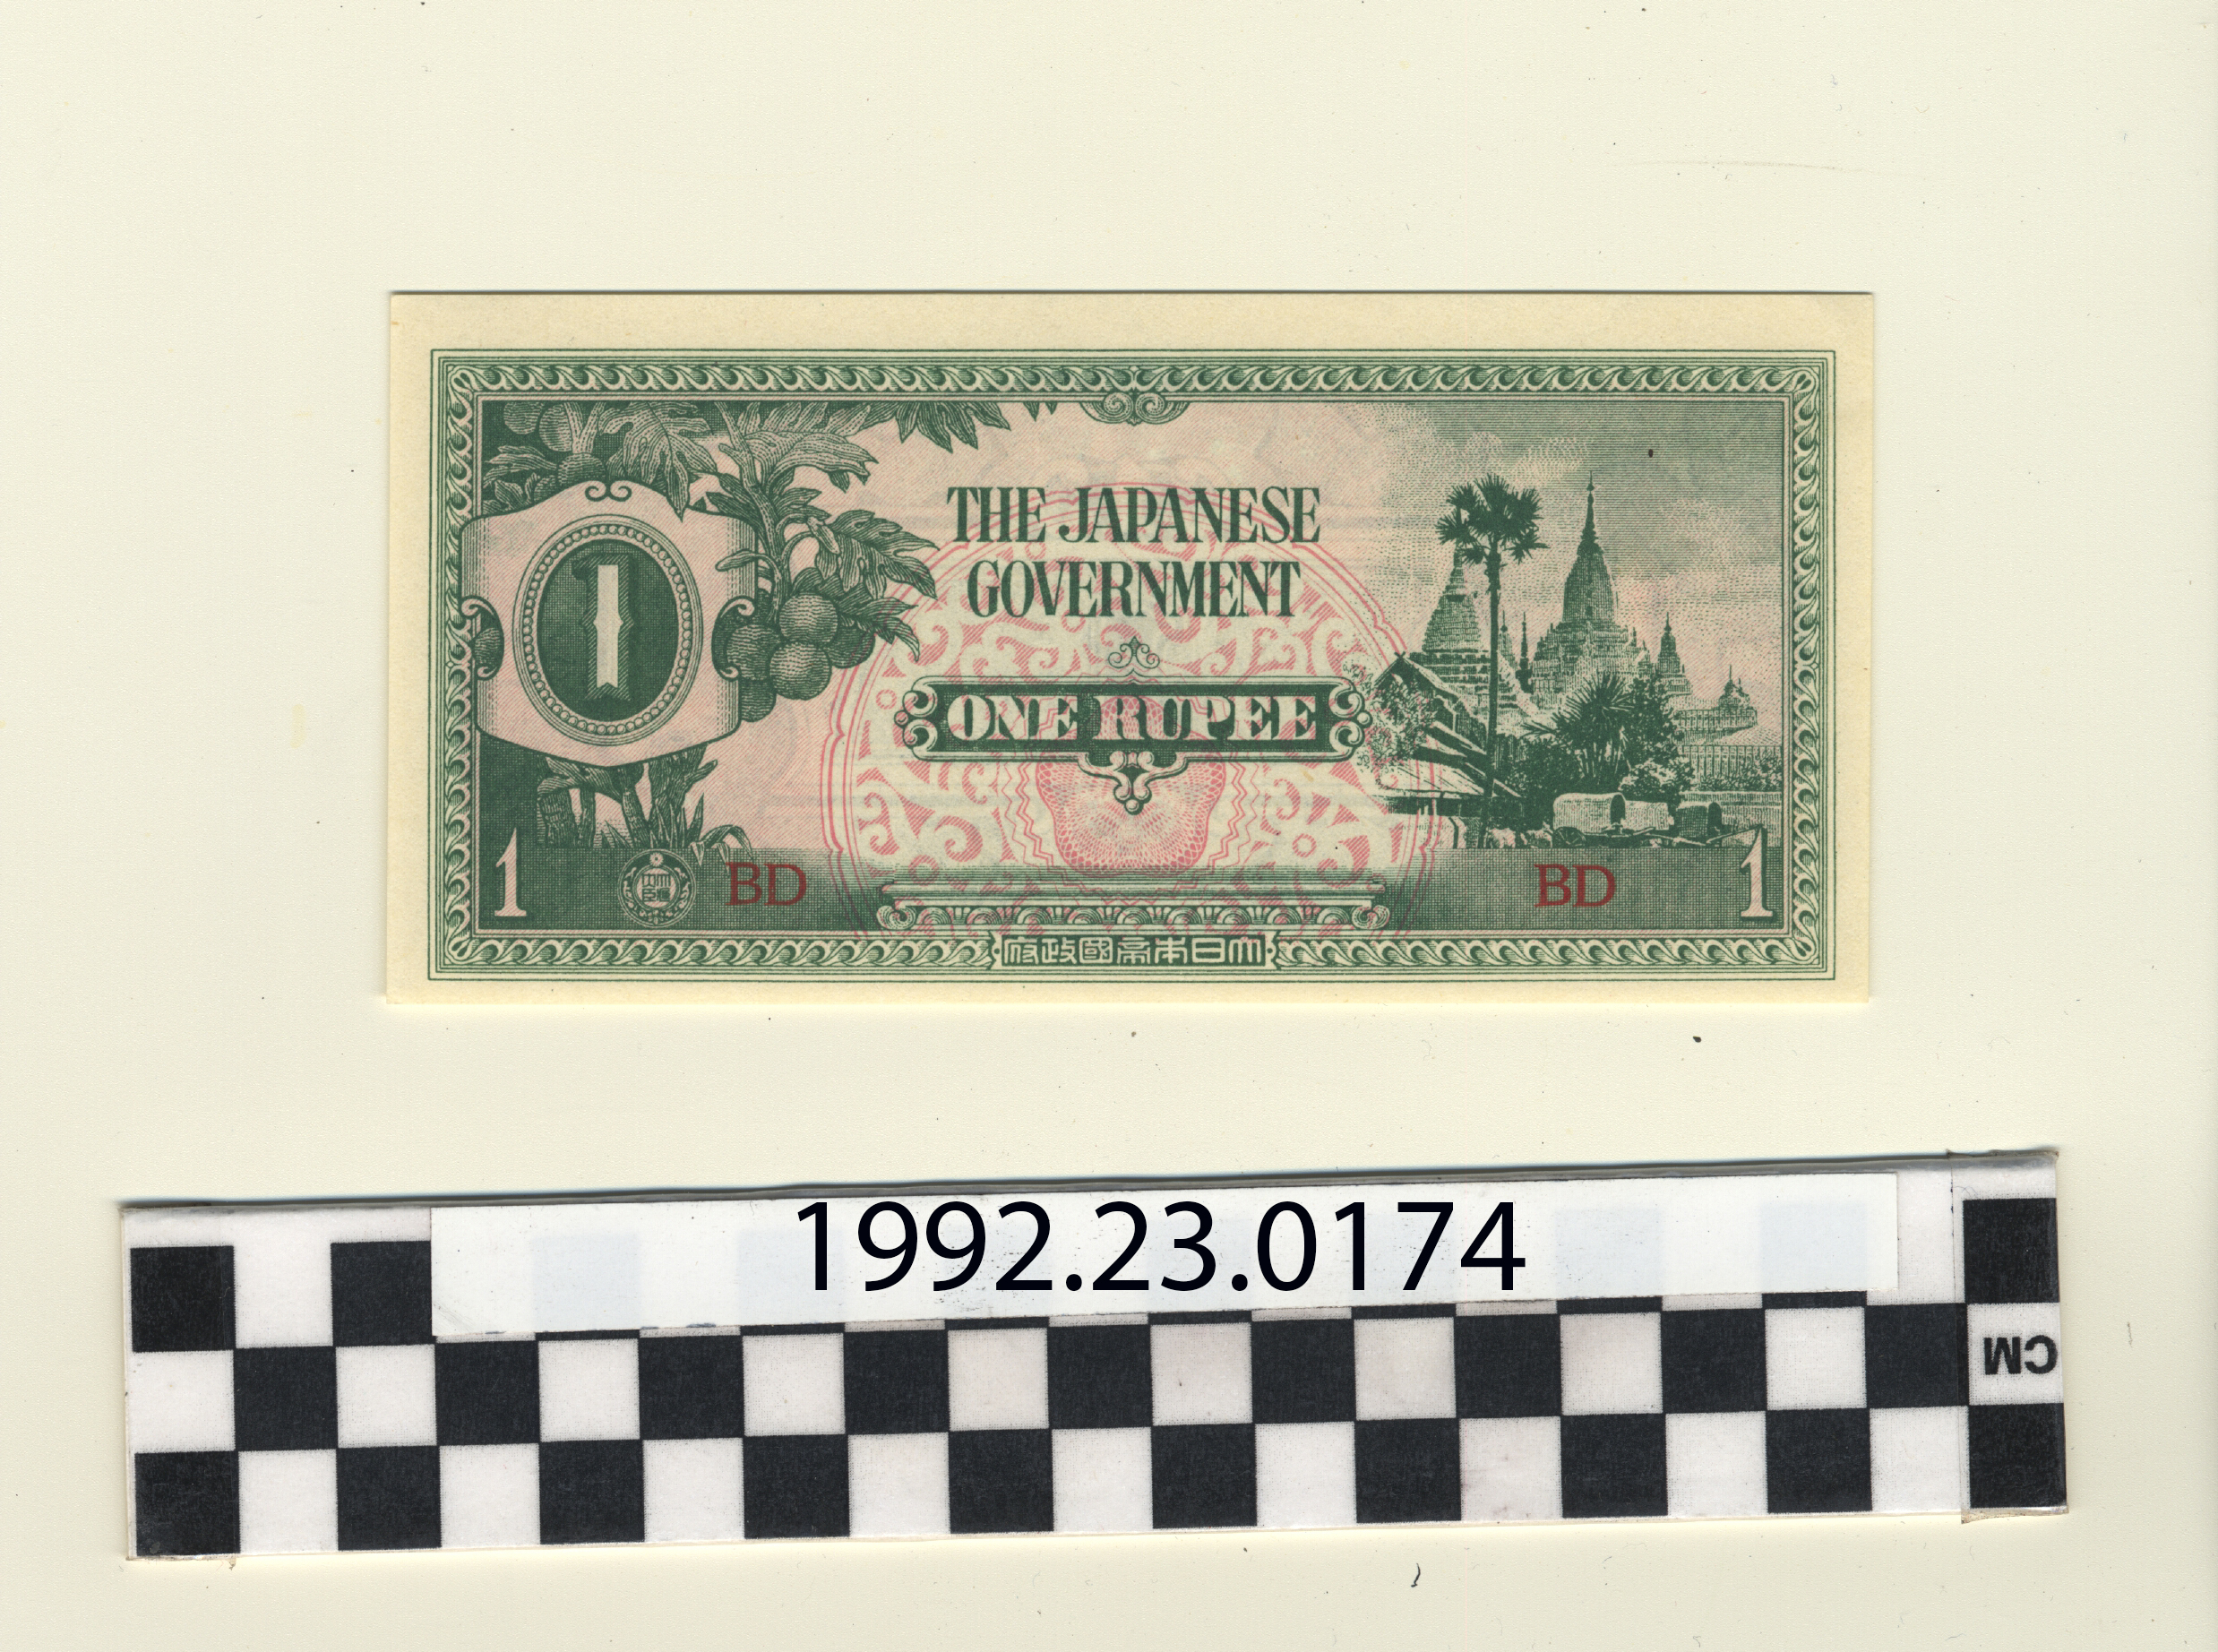 THE JAPANESE
GOVERNMENT
1
ONE RUPEE
1 BD BD 1
府政國帝本日大
1992.23.0174
CM